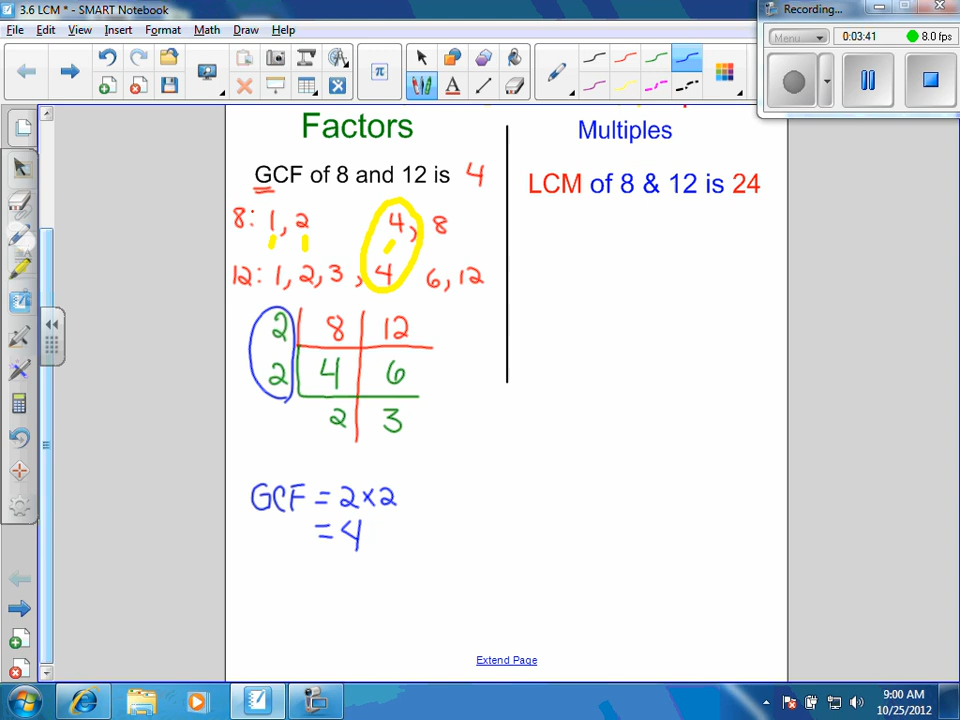 3.6 LCM * - SMART Notebook
Recording...
File Edit View Insert Format Math Draw Help
Menu
0:03:41
8.0 fps
Factors
Multiples
GCF of 8 and 12 is 4
LCM of 8 & 12 is 24
8: 1, 2 4, 8
12: 1, 2, 3, 4 6, 12
2 8 12
2 4 6
2 3
GCF = 2×2
= 4
Extend Page
9:00 AM
10/25/2012